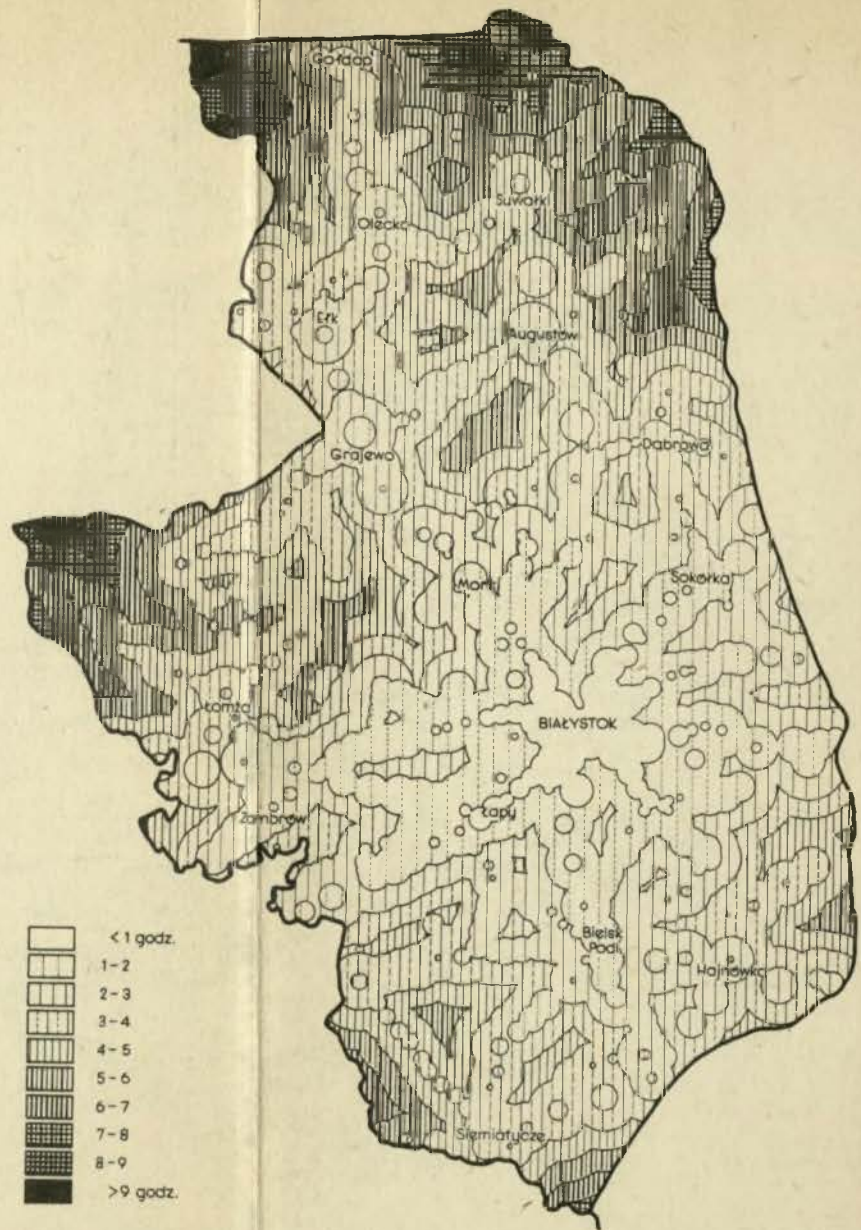 Gołdap
Suwałki
Olecko
Ełk
Augustów
Grajewo
Dąbrowa
Mońki
Sokółka
Łomża
BIAŁYSTOK
Zambrów
Łapy
Bielsk
Podl.
Hajnówka
Siemiatycze
< 1 godz.
1-2
2-3
3-4
4-5
5-6
6-7
7-8
8-9
>9 godz.